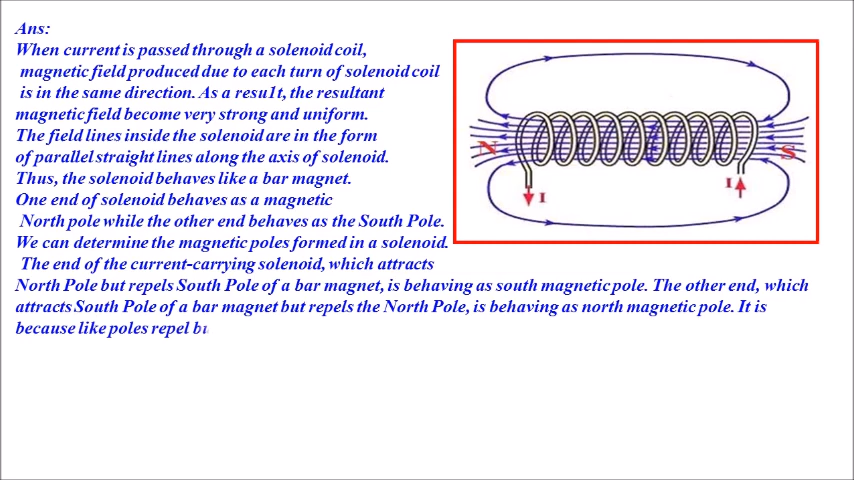 Ans:
When current is passed through a solenoid coil,
magnetic field produced due to each turn of solenoid coil
is in the same direction. As a resu1t, the resultant
magnetic field become very strong and uniform.
The field lines inside the solenoid are in the form
of parallel straight lines along the axis of solenoid.
Thus, the solenoid behaves like a bar magnet.
One end of solenoid behaves as a magnetic
North pole while the other end behaves as the South Pole.
We can determine the magnetic poles formed in a solenoid.
The end of the current-carrying solenoid, which attracts
North Pole but repels South Pole of a bar magnet, is behaving as south magnetic pole. The other end, which
attracts South Pole of a bar magnet but repels the North Pole, is behaving as north magnetic pole. It is
because like poles repel
N
S
I
I